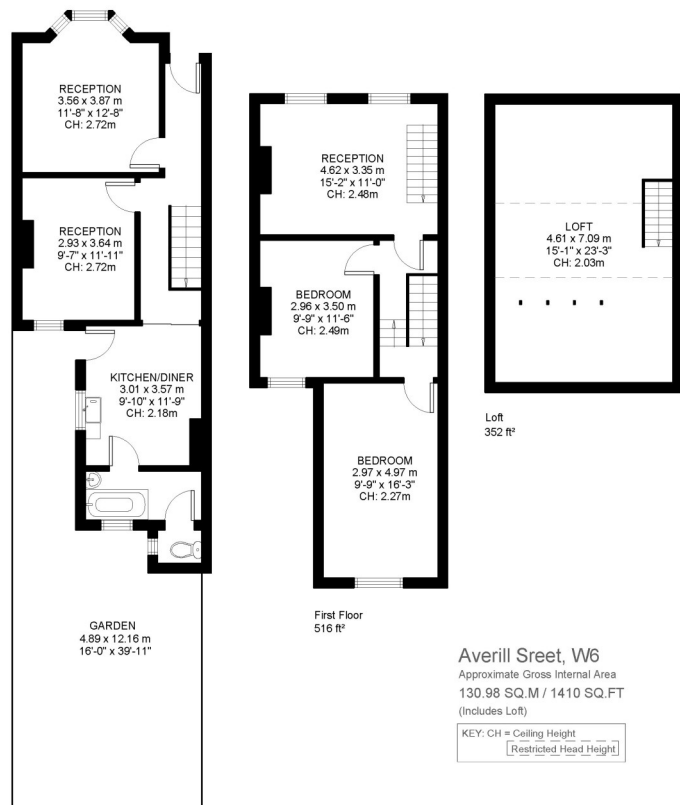 RECEPTION
3.56 x 3.87 m
11'-8" x 12'-8"
CH: 2.72m
RECEPTION
2.93 x 3.64 m
9'-7" x 11'-11"
CH: 2.72m
KITCHEN/DINER
3.01 x 3.57 m
9'-10" x 11'-9"
CH: 2.18m
GARDEN
4.89 x 12.16 m
16'-0" x 39'-11"
RECEPTION
4.62 x 3.35 m
15'-2" x 11'-0"
CH: 2.48m
BEDROOM
2.96 x 3.50 m
9'-9" x 11'-6"
CH: 2.49m
BEDROOM
2.97 x 4.97 m
9'-9" x 16'-3"
CH: 2.27m
First Floor
516 ft²
LOFT
4.61 x 7.09 m
15'-1" x 23'-3"
CH: 2.03m
Loft
352 ft²
Averill Sreet, W6
Approximate Gross Internal Area
130.98 SQ.M / 1410 SQ.FT
(Includes Loft)
KEY: CH = Ceiling Height
Restricted Head Height